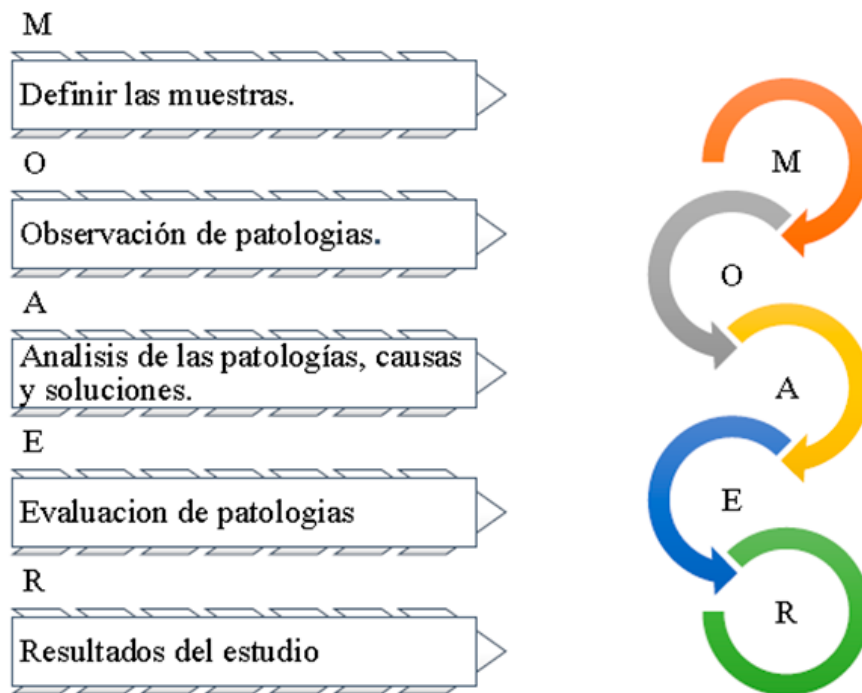 M
Definir las muestras.
O
Observación de patologias.
A
Analisis de las patologías, causas
y soluciones.
E
Evaluacion de patologias
R
Resultados del estudio
M
O
A
E
R